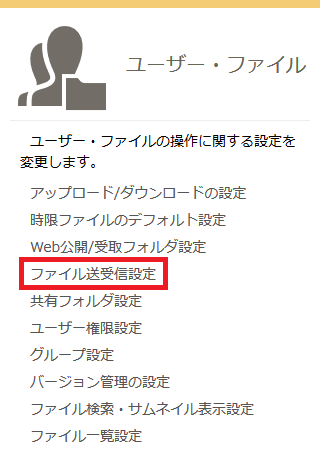 ユーザー・ファイル
ユーザー・ファイルの操作に関する設定を
変更します。
アップロード/ダウンロードの設定
時限ファイルのデフォルト設定
Web公開/受取フォルダ設定
ファイル送受信設定
共有フォルダ設定
ユーザー権限設定
グループ設定
バージョン管理の設定
ファイル検索・サムネイル表示設定
ファイル一覧設定